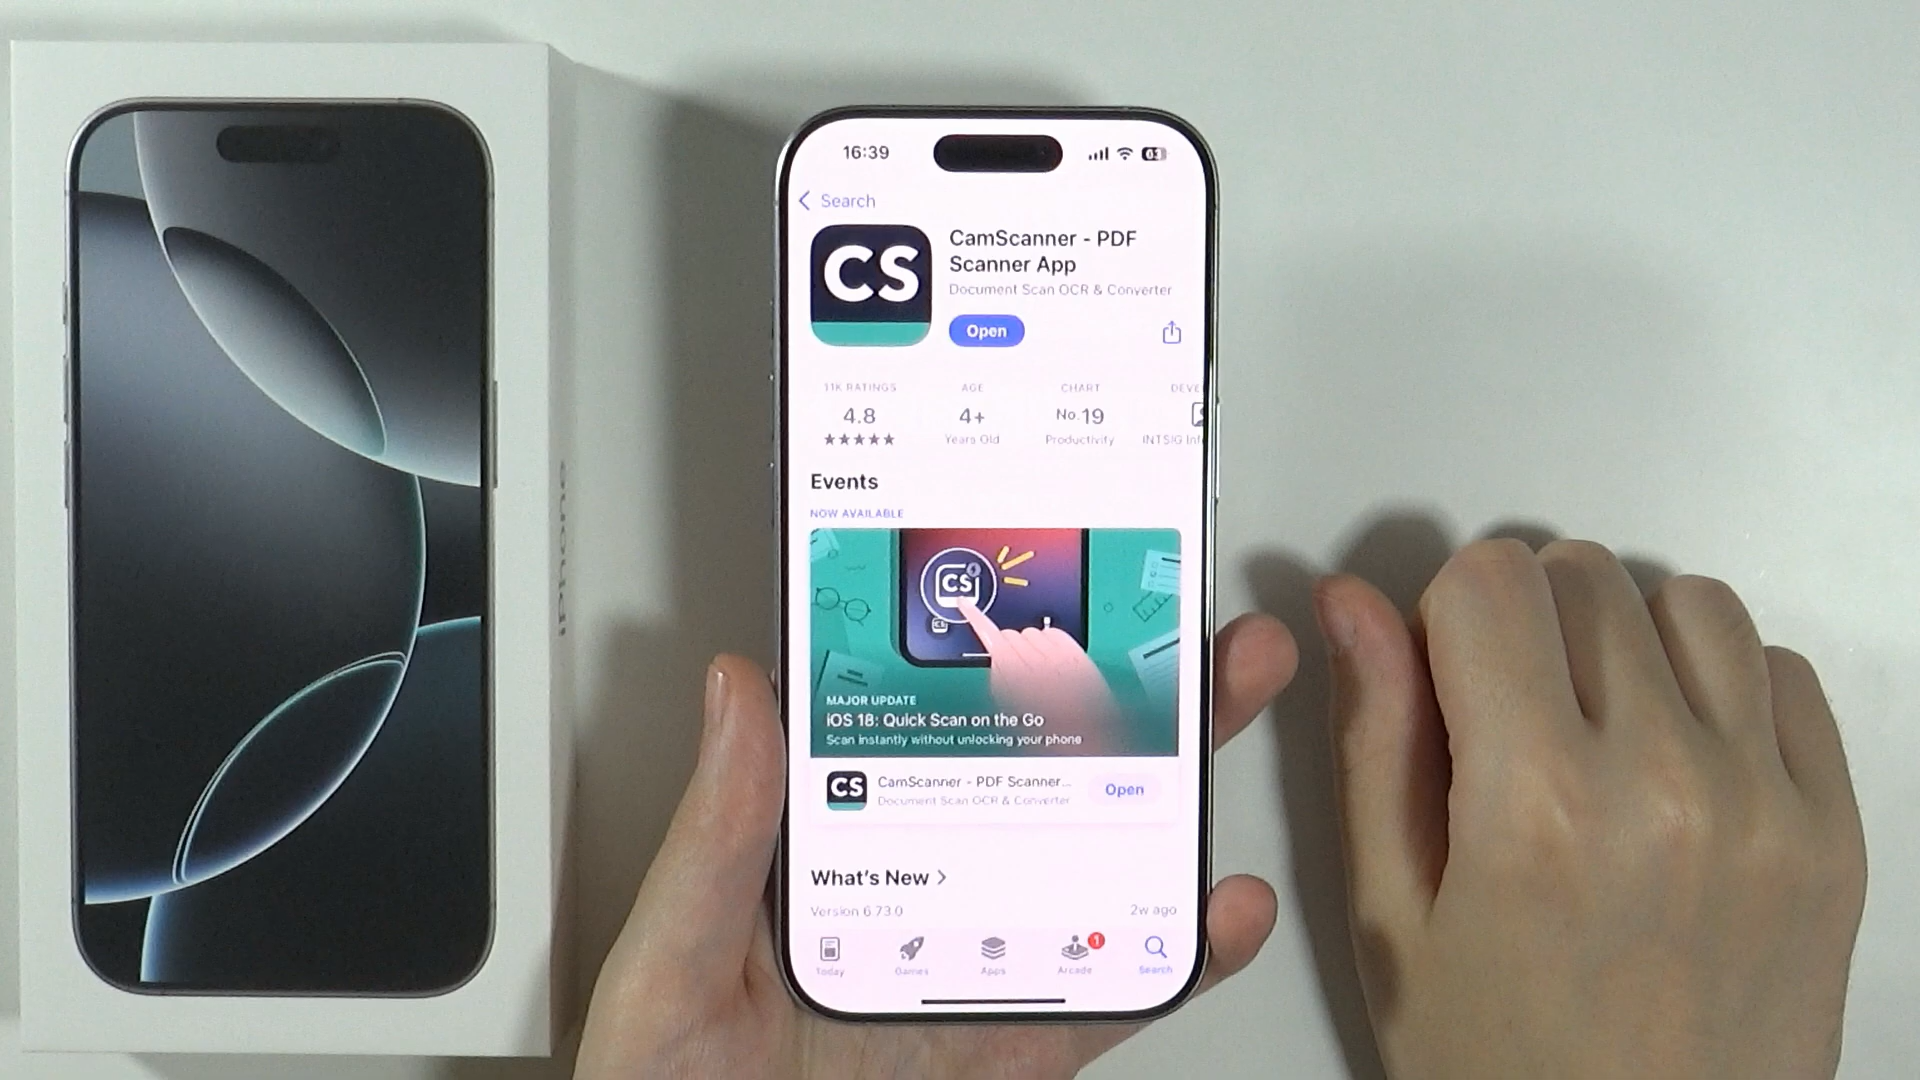 iPhone
16:39
Search
CS
CamScanner - PDF
Scanner App
Document Scan OCR & Converter
Open
11K RATINGS
AGE
CHART
4.8
4+
No. 19
★★★★★
Years Old
Productivity
INTSIG
Events
NOW AVAILABLE
CS
CS
MAJOR UPDATE
iOS 18: Quick Scan on the Go
Scan instantly without unlocking your phone
CS
CamScanner - PDF Scanner...
Document Scan OCR & Converter
Open
What's New >
Version 6.73.0
2w ago
1
Today
Games
Apps
Arcade
Search